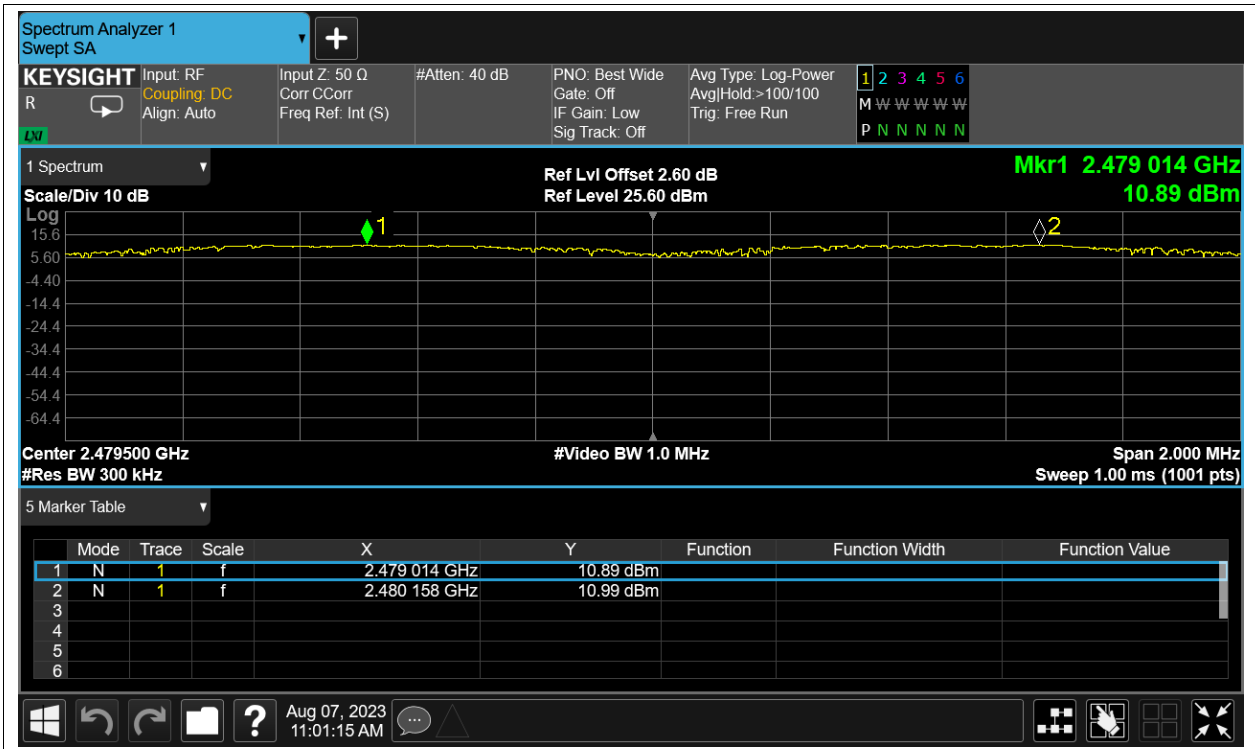 Spectrum Analyzer 1
Swept SA
KEYSIGHT
R
LXI
Input: RF
Coupling: DC
Align: Auto
Input Z: 50 Ω
Corr CCorr
Freq Ref: Int (S)
#Atten: 40 dB
PNO: Best Wide
Gate: Off
IF Gain: Low
Sig Track: Off
Avg Type: Log-Power
Avg|Hold:>100/100
Trig: Free Run
1 2 3 4 5 6
M W W W W W
P N N N N N
1 Spectrum
Scale/Div 10 dB
Ref Lvl Offset 2.60 dB
Ref Level 25.60 dBm
Mkr1 2.479 014 GHz
10.89 dBm
Log
15.6
5.60
-4.40
-14.4
-24.4
-34.4
-44.4
-54.4
-64.4
1
2
Center 2.479500 GHz
#Res BW 300 kHz
#Video BW 1.0 MHz
Span 2.000 MHz
Sweep 1.00 ms (1001 pts)
5 Marker Table
Mode Trace Scale X Y Function Function Width Function Value
1 N 1 f 2.479 014 GHz 10.89 dBm
2 N 1 f 2.480 158 GHz 10.99 dBm
3
4
5
6
?
Aug 07, 2023
11:01:15 AM